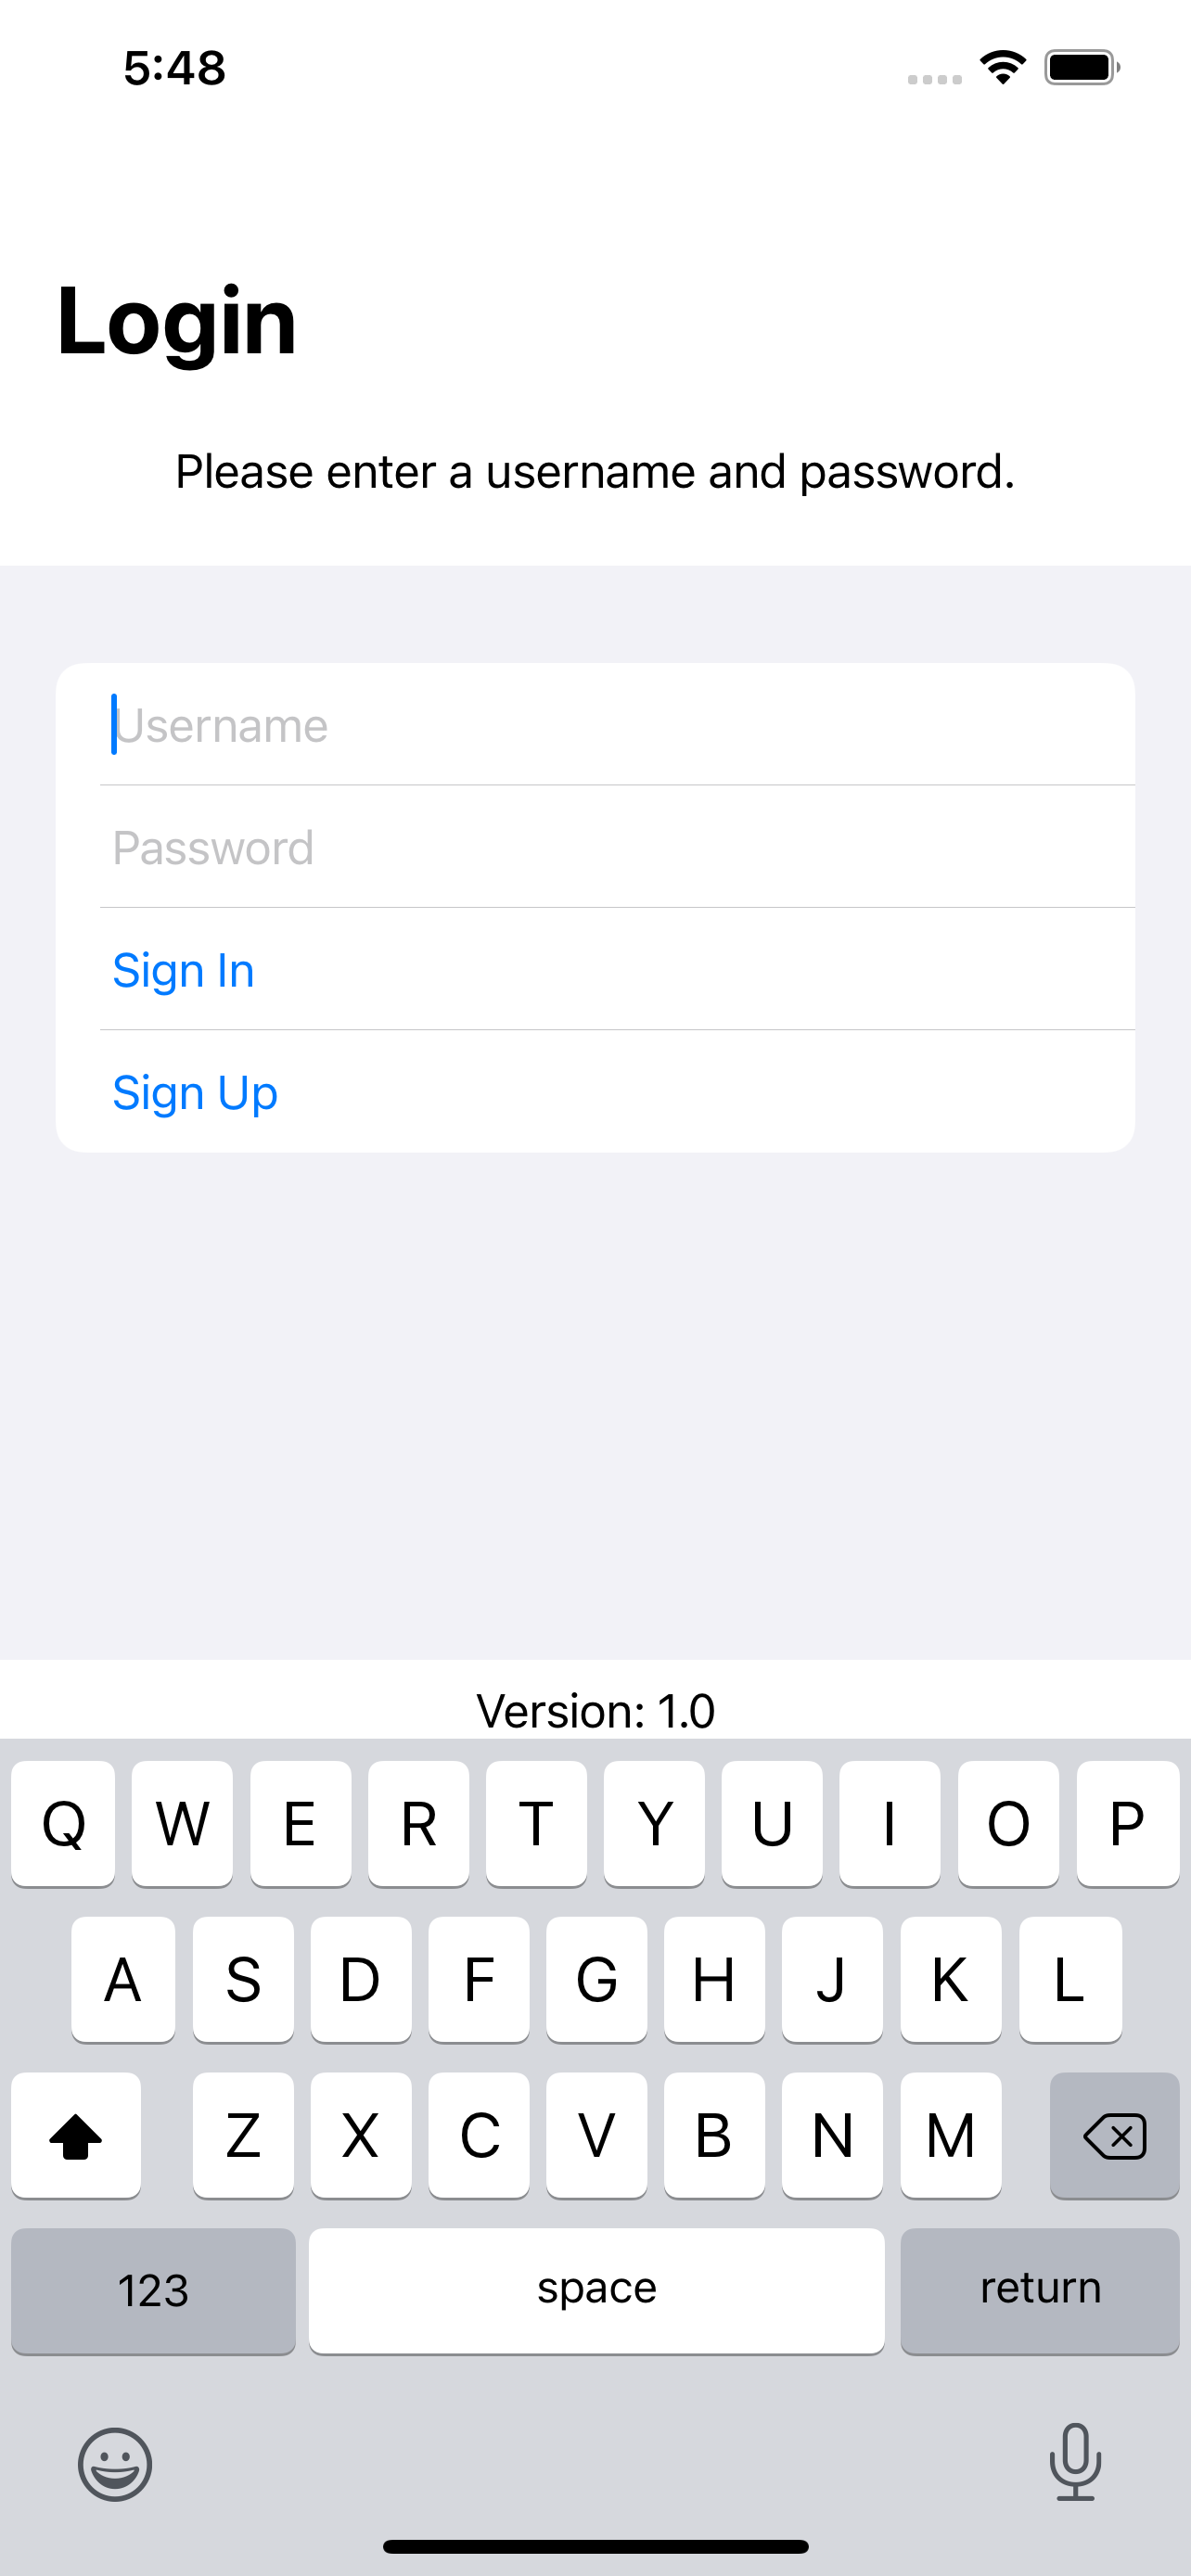 5:48
Login
Please enter a username and password.
Username
Password
Sign In
Sign Up
Version: 1.0
Q W E R T Y U I O P
A S D F G H J K L
Z X C V B N M
123 space return